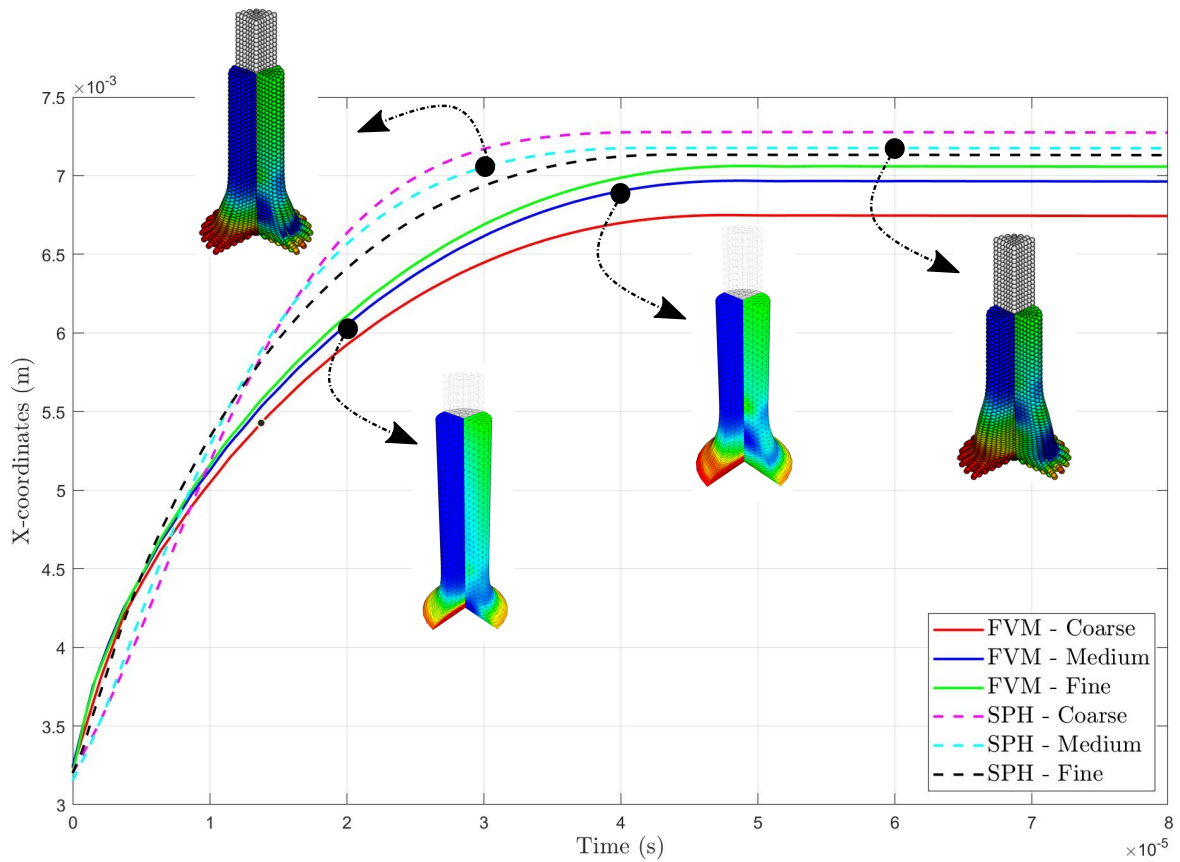 ×10⁻³
7.5
7
6.5
6
5.5
5
4.5
4
3.5
3
X-coordinates (m)
0 1 2 3 4 5 6 7 8
Time (s)
×10⁻⁵
FVM - Coarse
FVM - Medium
FVM - Fine
SPH - Coarse
SPH - Medium
SPH - Fine